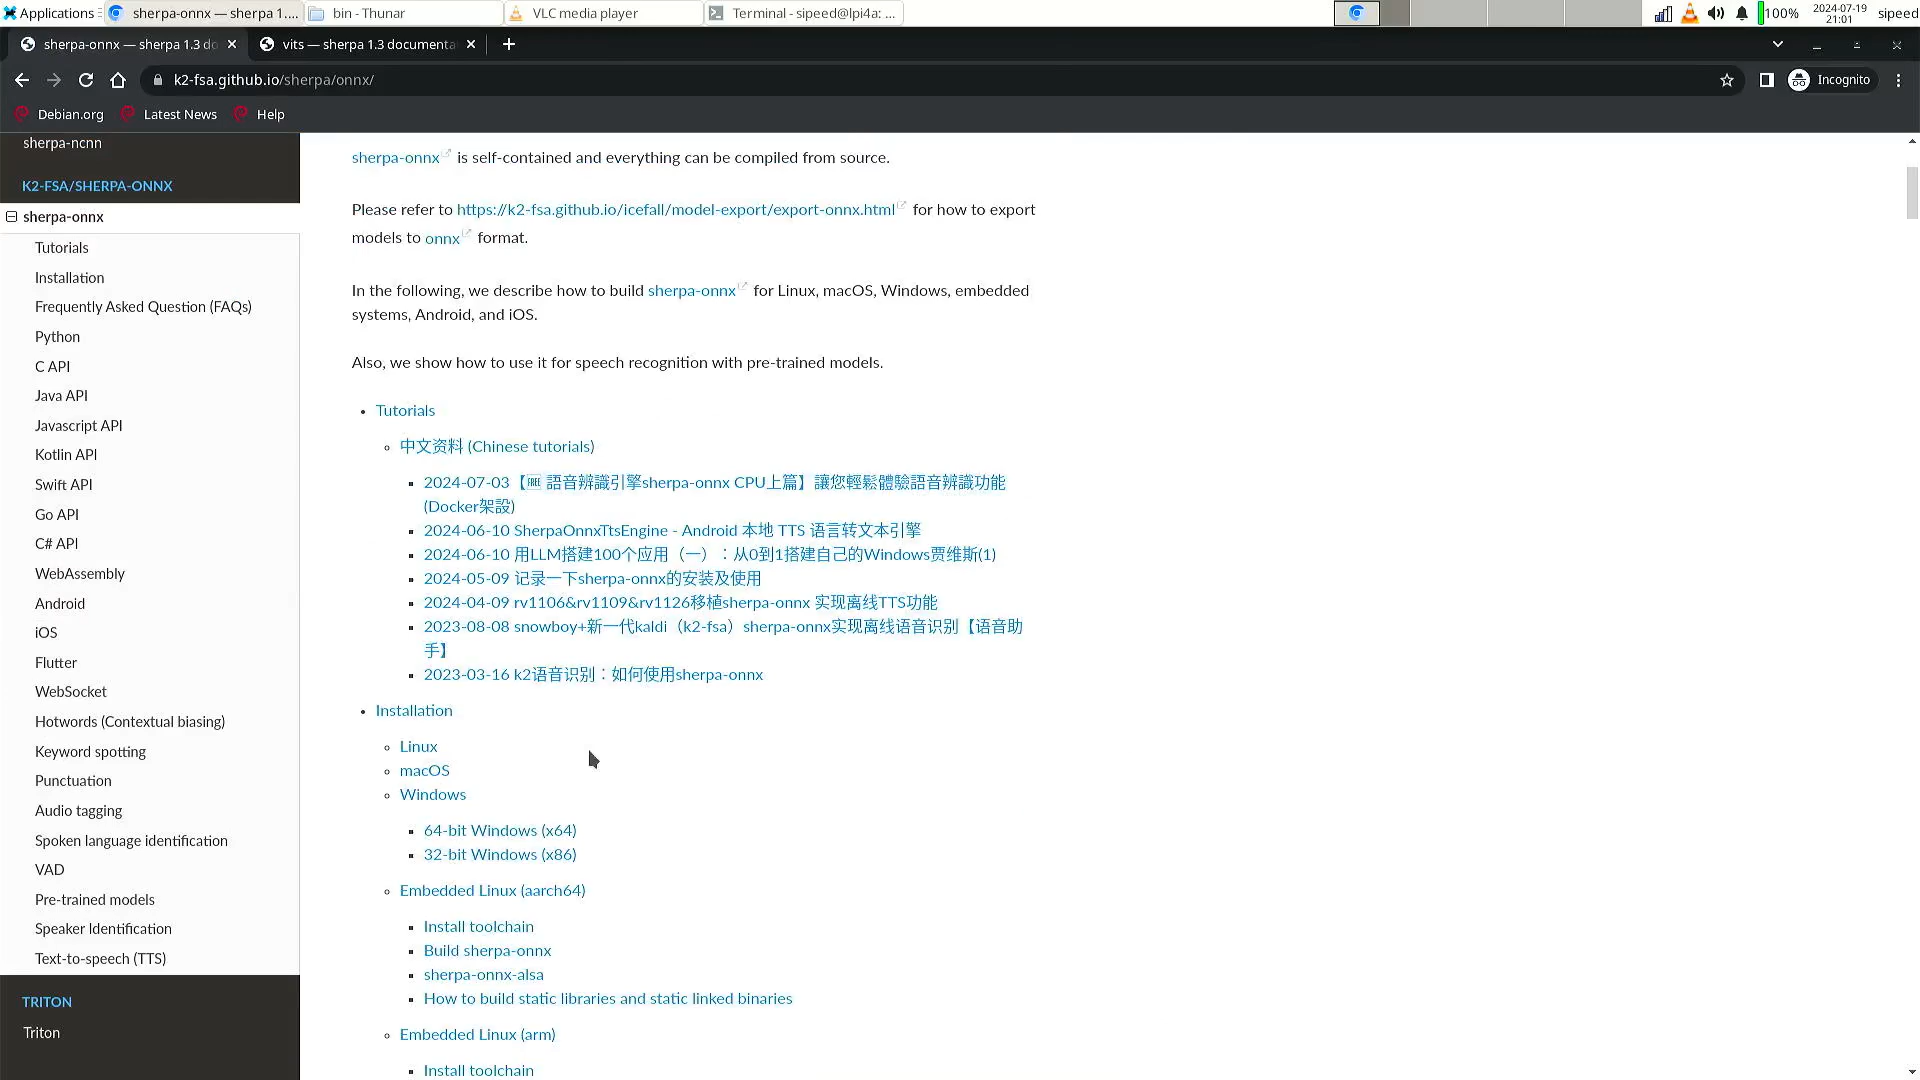 Applications
sherpa-onnx — sherpa 1....
bin - Thunar
VLC media player
Terminal - sipeed@lpi4a: ...
100%
2024-07-19
21:01
sipeed
sherpa-onnx — sherpa 1.3 do
vits — sherpa 1.3 documenta
k2-fsa.github.io/sherpa/onnx/
Incognito
Debian.org
Latest News
Help
sherpa-ncnn
K2-FSA/SHERPA-ONNX
sherpa-onnx
Tutorials
Installation
Frequently Asked Question (FAQs)
Python
C API
Java API
Javascript API
Kotlin API
Swift API
Go API
C# API
WebAssembly
Android
iOS
Flutter
WebSocket
Hotwords (Contextual biasing)
Keyword spotting
Punctuation
Audio tagging
Spoken language identification
VAD
Pre-trained models
Speaker Identification
Text-to-speech (TTS)
TRITON
Triton
sherpa-onnx is self-contained and everything can be compiled from source.
Please refer to https://k2-fsa.github.io/icefall/model-export/export-onnx.html for how to export
models to onnx format.
In the following, we describe how to build sherpa-onnx for Linux, macOS, Windows, embedded
systems, Android, and iOS.
Also, we show how to use it for speech recognition with pre-trained models.
Tutorials
中文资料 (Chinese tutorials)
2024-07-03【🆓 語音辨識引擎sherpa-onnx CPU上篇】讓您輕鬆體驗語音辨識功能
(Docker架設)
2024-06-10 SherpaOnnxTtsEngine - Android 本地 TTS 语言转文本引擎
2024-06-10 用LLM搭建100个应用（一）：从0到1搭建自己的Windows贾维斯(1)
2024-05-09 记录一下sherpa-onnx的安装及使用
2024-04-09 rv1106&rv1109&rv1126移植sherpa-onnx 实现离线TTS功能
2023-08-08 snowboy+新一代kaldi（k2-fsa）sherpa-onnx实现离线语音识别【语音助
手】
2023-03-16 k2语音识别：如何使用sherpa-onnx
Installation
Linux
macOS
Windows
64-bit Windows (x64)
32-bit Windows (x86)
Embedded Linux (aarch64)
Install toolchain
Build sherpa-onnx
sherpa-onnx-alsa
How to build static libraries and static linked binaries
Embedded Linux (arm)
Install toolchain